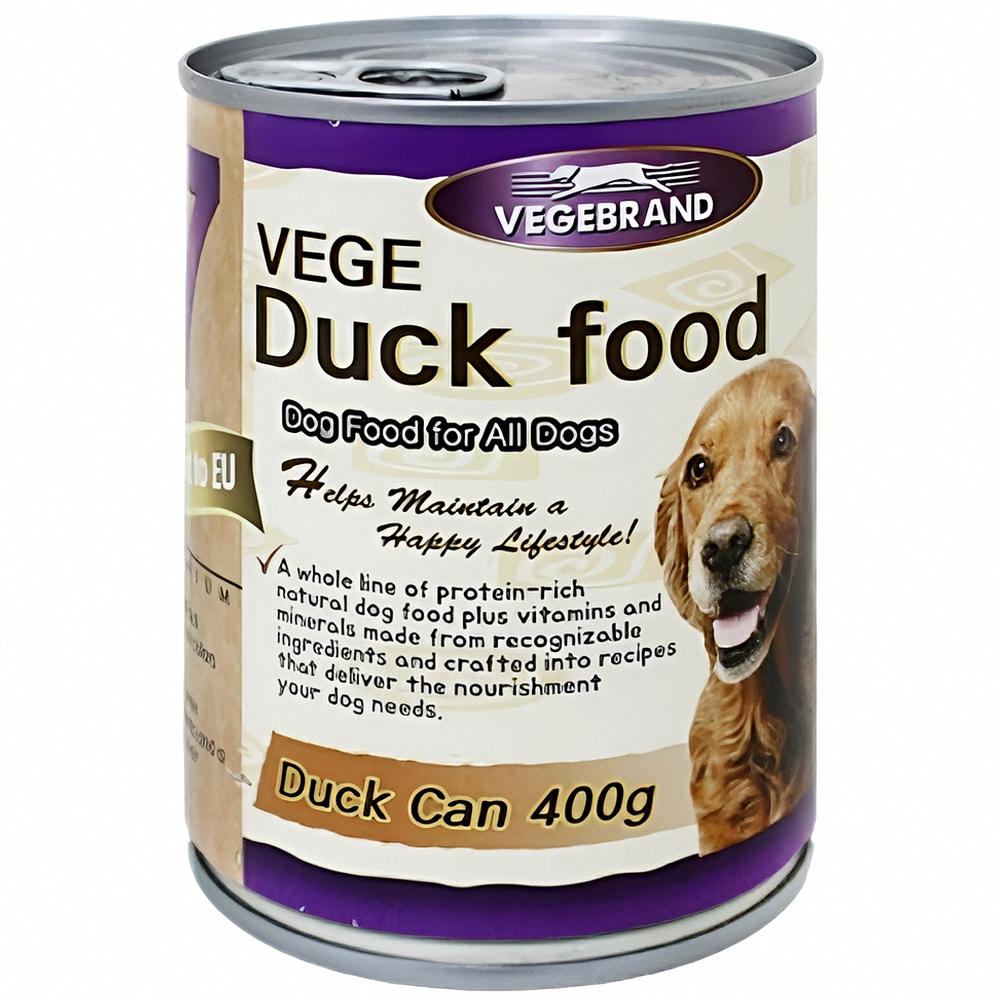 VEGEBRAND
VEGE
Duck food
Dog Food for All Dogs
Helps Maintain a
Happy Lifestyle!
A whole line of protein-rich
natural dog food plus vitamins and
minerals made from recognizable
ingredients and crafted into recipes
that deliver the nourishment
your dog needs.
Duck Can 400g
to EU